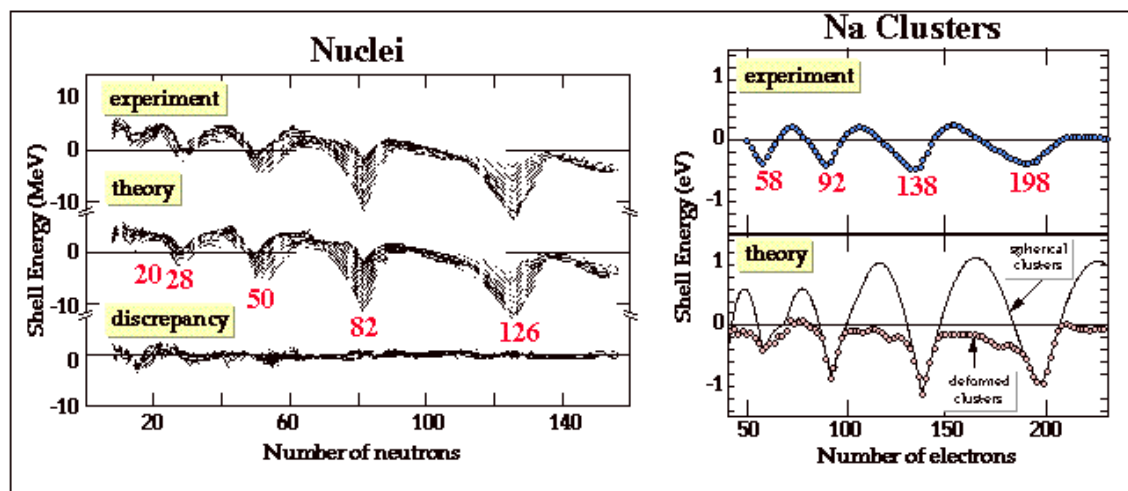 Nuclei
experiment
10
0
-10
theory
0
-10
20 28
50
82
126
discrepancy
0
-10
Shell Energy (MeV)
20
60
100
140
Number of neutrons
Na Clusters
experiment
1
0
-1
58
92
138
198
theory
1
0
-1
spherical
clusters
deformed
clusters
Shell Energy (eV)
50
100
150
200
Number of electrons